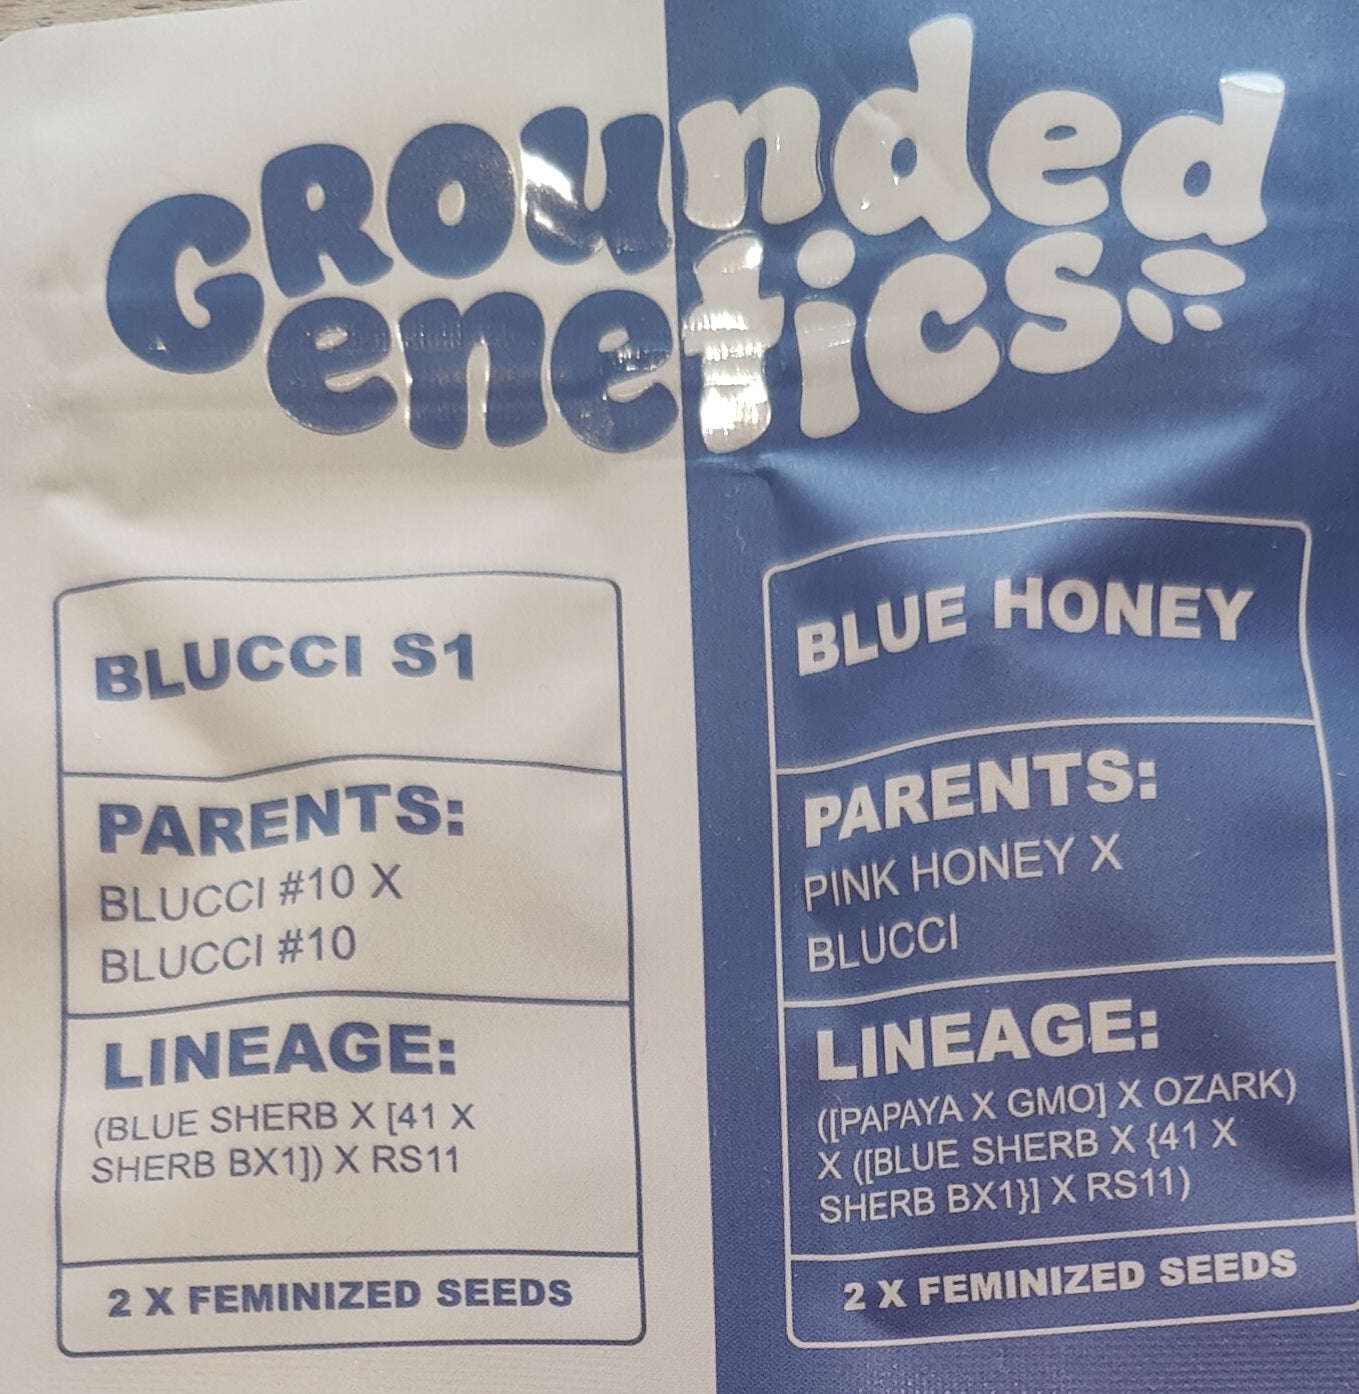 Grounded
Genetics
BLUCCI S1
PARENTS:
BLUCCI #10 X
BLUCCI #10
LINEAGE:
(BLUE SHERB X [41 X
SHERB BX1]) X RS11
2 X FEMINIZED SEEDS
BLUE HONEY
PARENTS:
PINK HONEY X
BLUCCI
LINEAGE:
([PAPAYA X GMO] X OZARK)
X ([BLUE SHERB X {41 X
SHERB BX1}] X RS11)
2 X FEMINIZED SEEDS